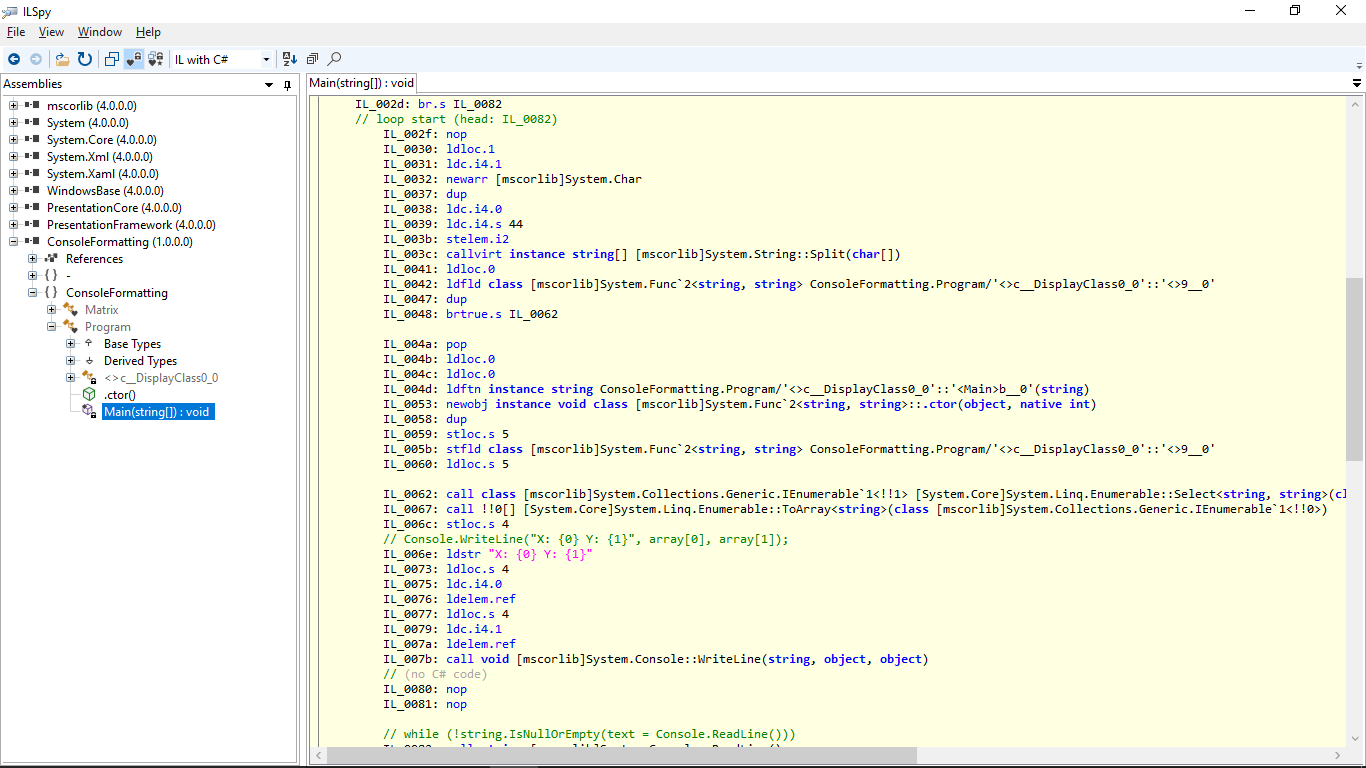 ILSpy
File View Window Help
IL with C#
Assemblies
mscorlib (4.0.0.0)
System (4.0.0.0)
System.Core (4.0.0.0)
System.Xml (4.0.0.0)
System.Xaml (4.0.0.0)
WindowsBase (4.0.0.0)
PresentationCore (4.0.0.0)
PresentationFramework (4.0.0.0)
ConsoleFormatting (1.0.0.0)
References
{ } -
{ } ConsoleFormatting
Matrix
Program
Base Types
Derived Types
<>c__DisplayClass0_0
.ctor()
Main(string[]) : void
Main(string[]) : void
IL_002d: br.s IL_0082
// loop start (head: IL_0082)
IL_002f: nop
IL_0030: ldloc.1
IL_0031: ldc.i4.1
IL_0032: newarr [mscorlib]System.Char
IL_0037: dup
IL_0038: ldc.i4.0
IL_0039: ldc.i4.s 44
IL_003b: stelem.i2
IL_003c: callvirt instance string[] [mscorlib]System.String::Split(char[])
IL_0041: ldloc.0
IL_0042: ldfld class [mscorlib]System.Func`2<string, string> ConsoleFormatting.Program/'<>c__DisplayClass0_0'::'<>9__0'
IL_0047: dup
IL_0048: brtrue.s IL_0062
IL_004a: pop
IL_004b: ldloc.0
IL_004c: ldloc.0
IL_004d: ldftn instance string ConsoleFormatting.Program/'<>c__DisplayClass0_0'::'<Main>b__0'(string)
IL_0053: newobj instance void class [mscorlib]System.Func`2<string, string>::.ctor(object, native int)
IL_0058: dup
IL_0059: stloc.s 5
IL_005b: stfld class [mscorlib]System.Func`2<string, string> ConsoleFormatting.Program/'<>c__DisplayClass0_0'::'<>9__0'
IL_0060: ldloc.s 5
IL_0062: call class [mscorlib]System.Collections.Generic.IEnumerable`1<!!1> [System.Core]System.Linq.Enumerable::Select<string, string>(cl
IL_0067: call !!0[] [System.Core]System.Linq.Enumerable::ToArray<string>(class [mscorlib]System.Collections.Generic.IEnumerable`1<!!0>)
IL_006c: stloc.s 4
// Console.WriteLine("X: {0} Y: {1}", array[0], array[1]);
IL_006e: ldstr "X: {0} Y: {1}"
IL_0073: ldloc.s 4
IL_0075: ldc.i4.0
IL_0076: ldelem.ref
IL_0077: ldloc.s 4
IL_0079: ldc.i4.1
IL_007a: ldelem.ref
IL_007b: call void [mscorlib]System.Console::WriteLine(string, object, object)
// (no C# code)
IL_0080: nop
IL_0081: nop
// while (!string.IsNullOrEmpty(text = Console.ReadLine()))